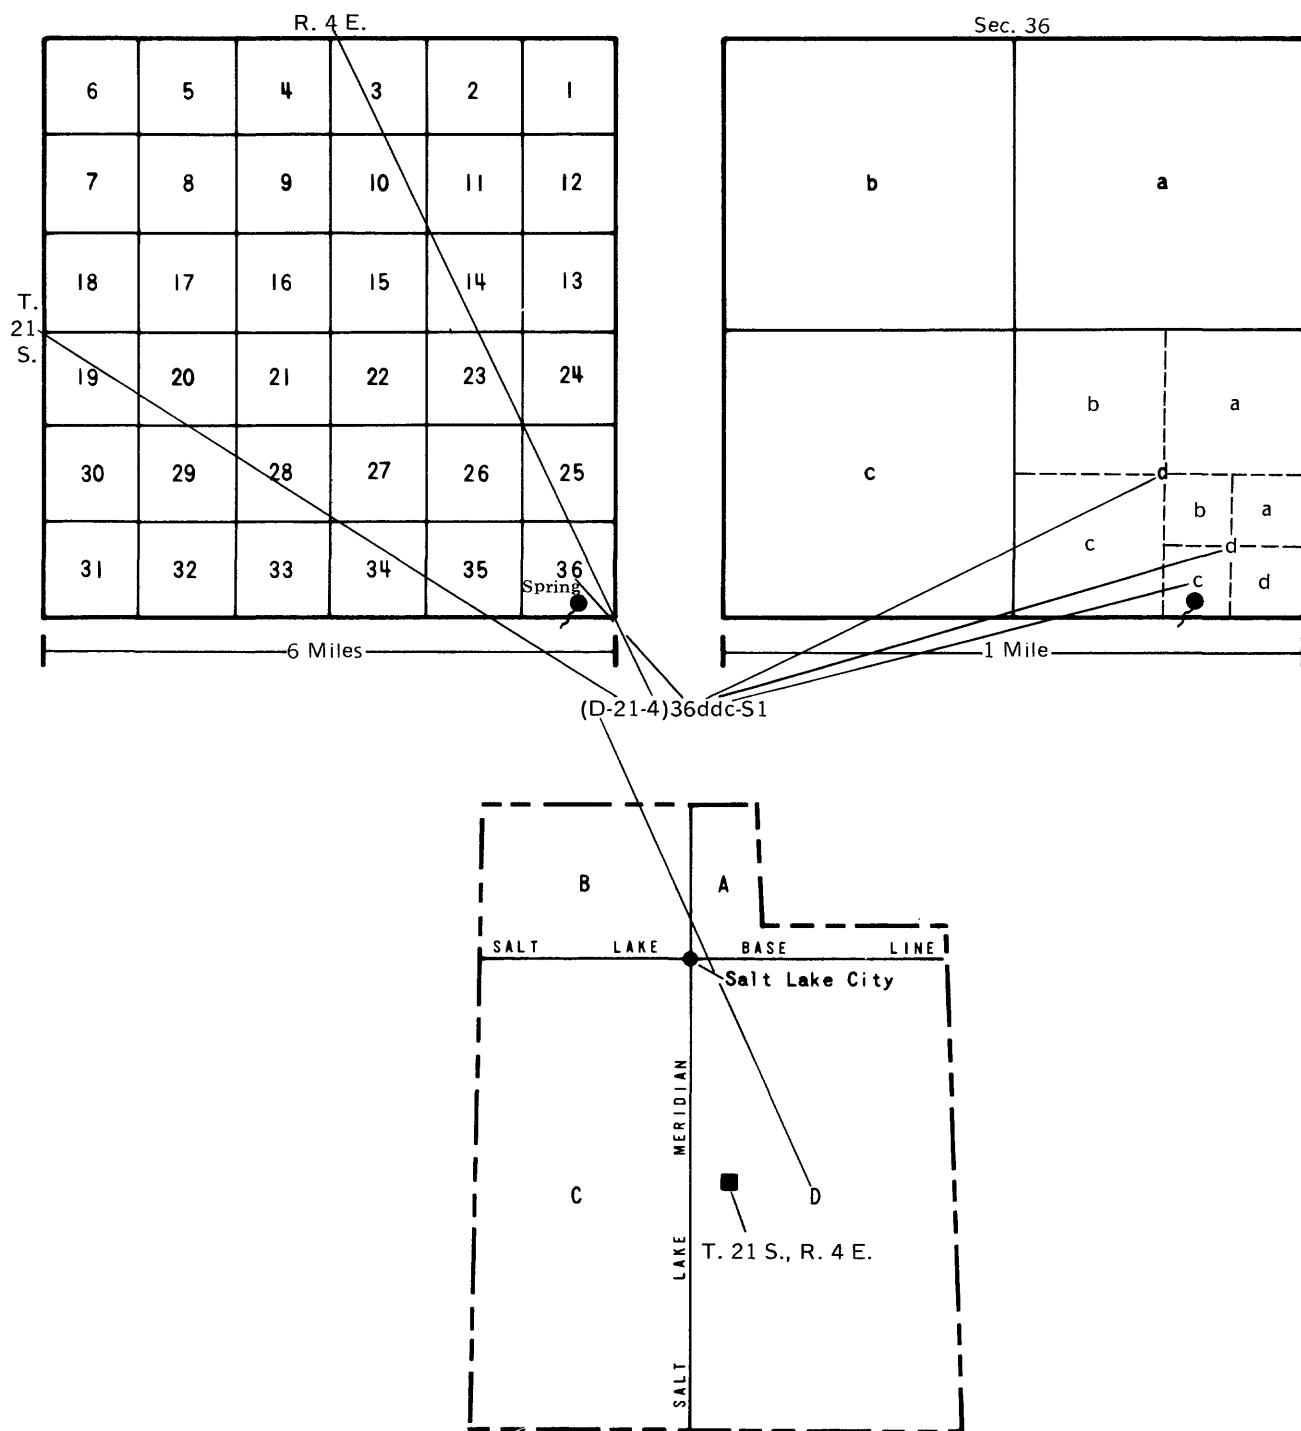 R. 4 E.
6 5 4 3 2 1
7 8 9 10 11 12
18 17 16 15 14 13
T.
21
S.
19 20 21 22 23 24
30 29 28 27 26 25
31 32 33 34 35 36
Spring
6 Miles
Sec. 36
b a
b a
c d
b a
c d
c d
1 Mile
(D-21-4)36ddc-S1
B A
SALT LAKE BASE LINE
Salt Lake City
SALT LAKE MERIDIAN
C D
T. 21 S., R. 4 E.